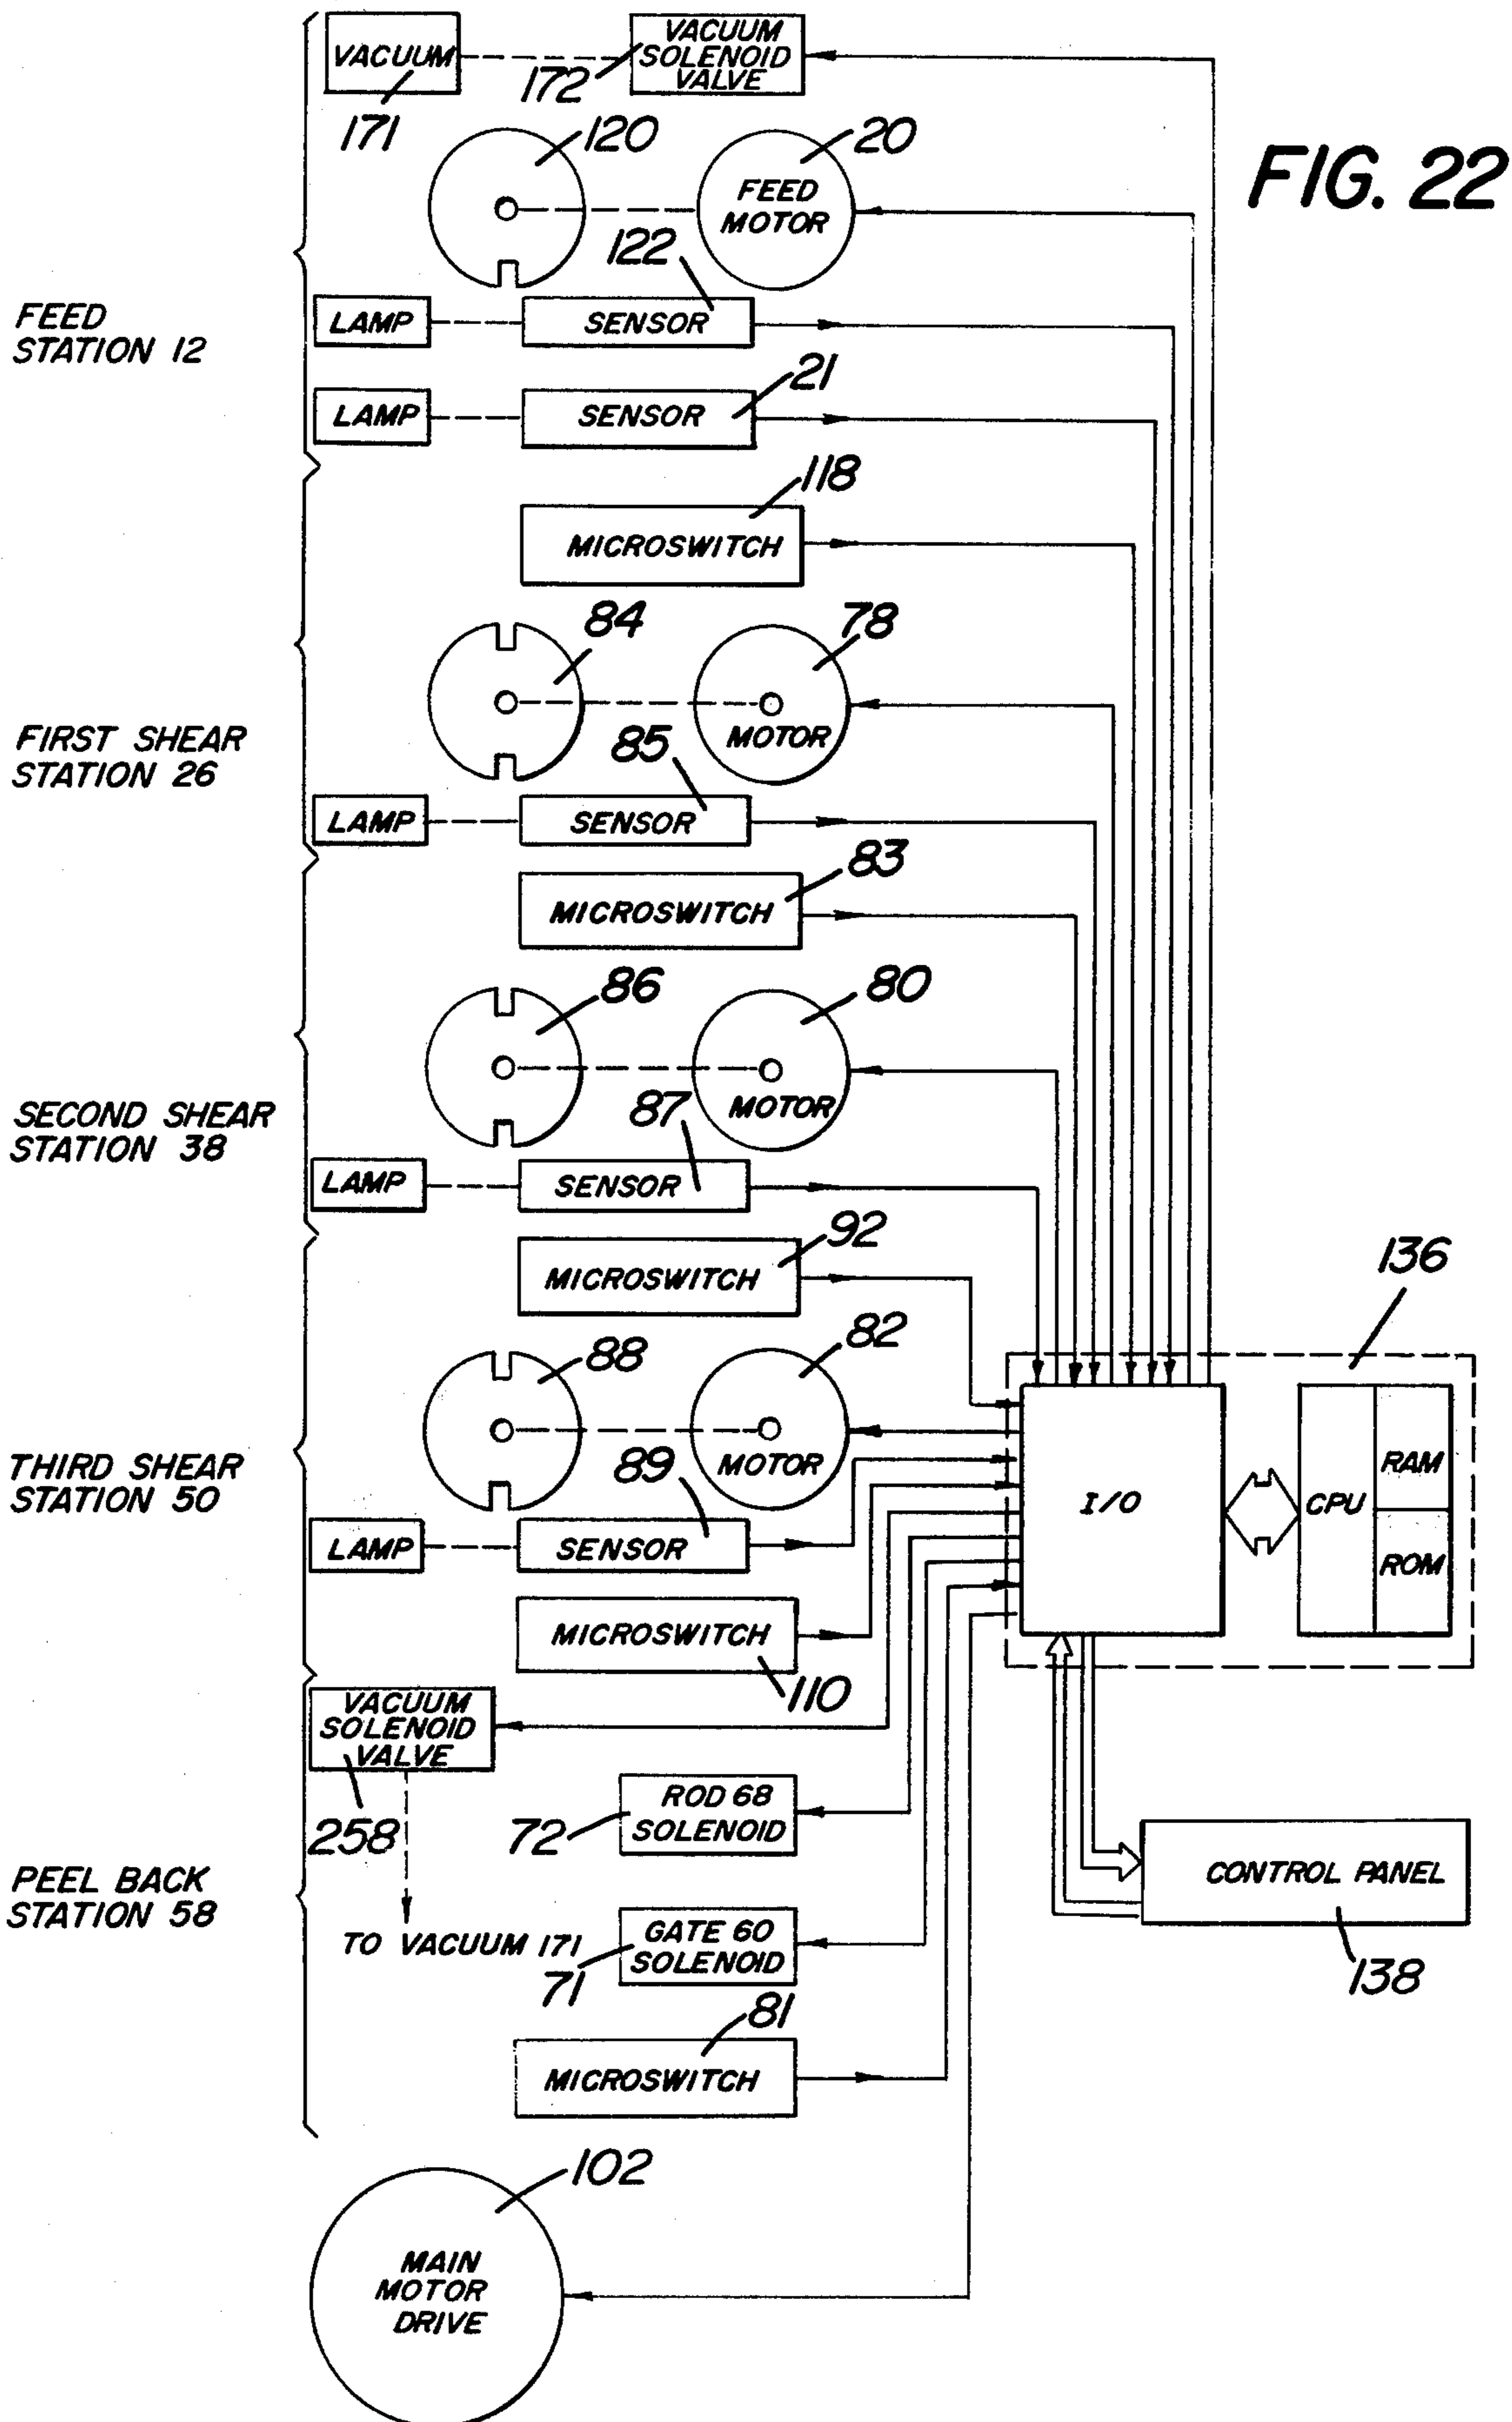 VACUUM
171
VACUUM
SOLENOID
VALVE
172
FIG. 22
120
20
FEED
MOTOR
122
FEED
STATION 12
LAMP
SENSOR
21
LAMP
SENSOR
118
MICROSWITCH
84
78
MOTOR
FIRST SHEAR
STATION 26
85
LAMP
SENSOR
83
MICROSWITCH
86
80
MOTOR
SECOND SHEAR
STATION 38
87
LAMP
SENSOR
92
MICROSWITCH
136
88
82
MOTOR
THIRD SHEAR
STATION 50
89
LAMP
SENSOR
I/O
CPU
RAM
ROM
MICROSWITCH
110
VACUUM
SOLENOID
VALVE
258
ROD 68
SOLENOID
72
CONTROL PANEL
138
PEEL BACK
STATION 58
TO VACUUM 171
GATE 60
SOLENOID
71
81
MICROSWITCH
102
MAIN
MOTOR
DRIVE